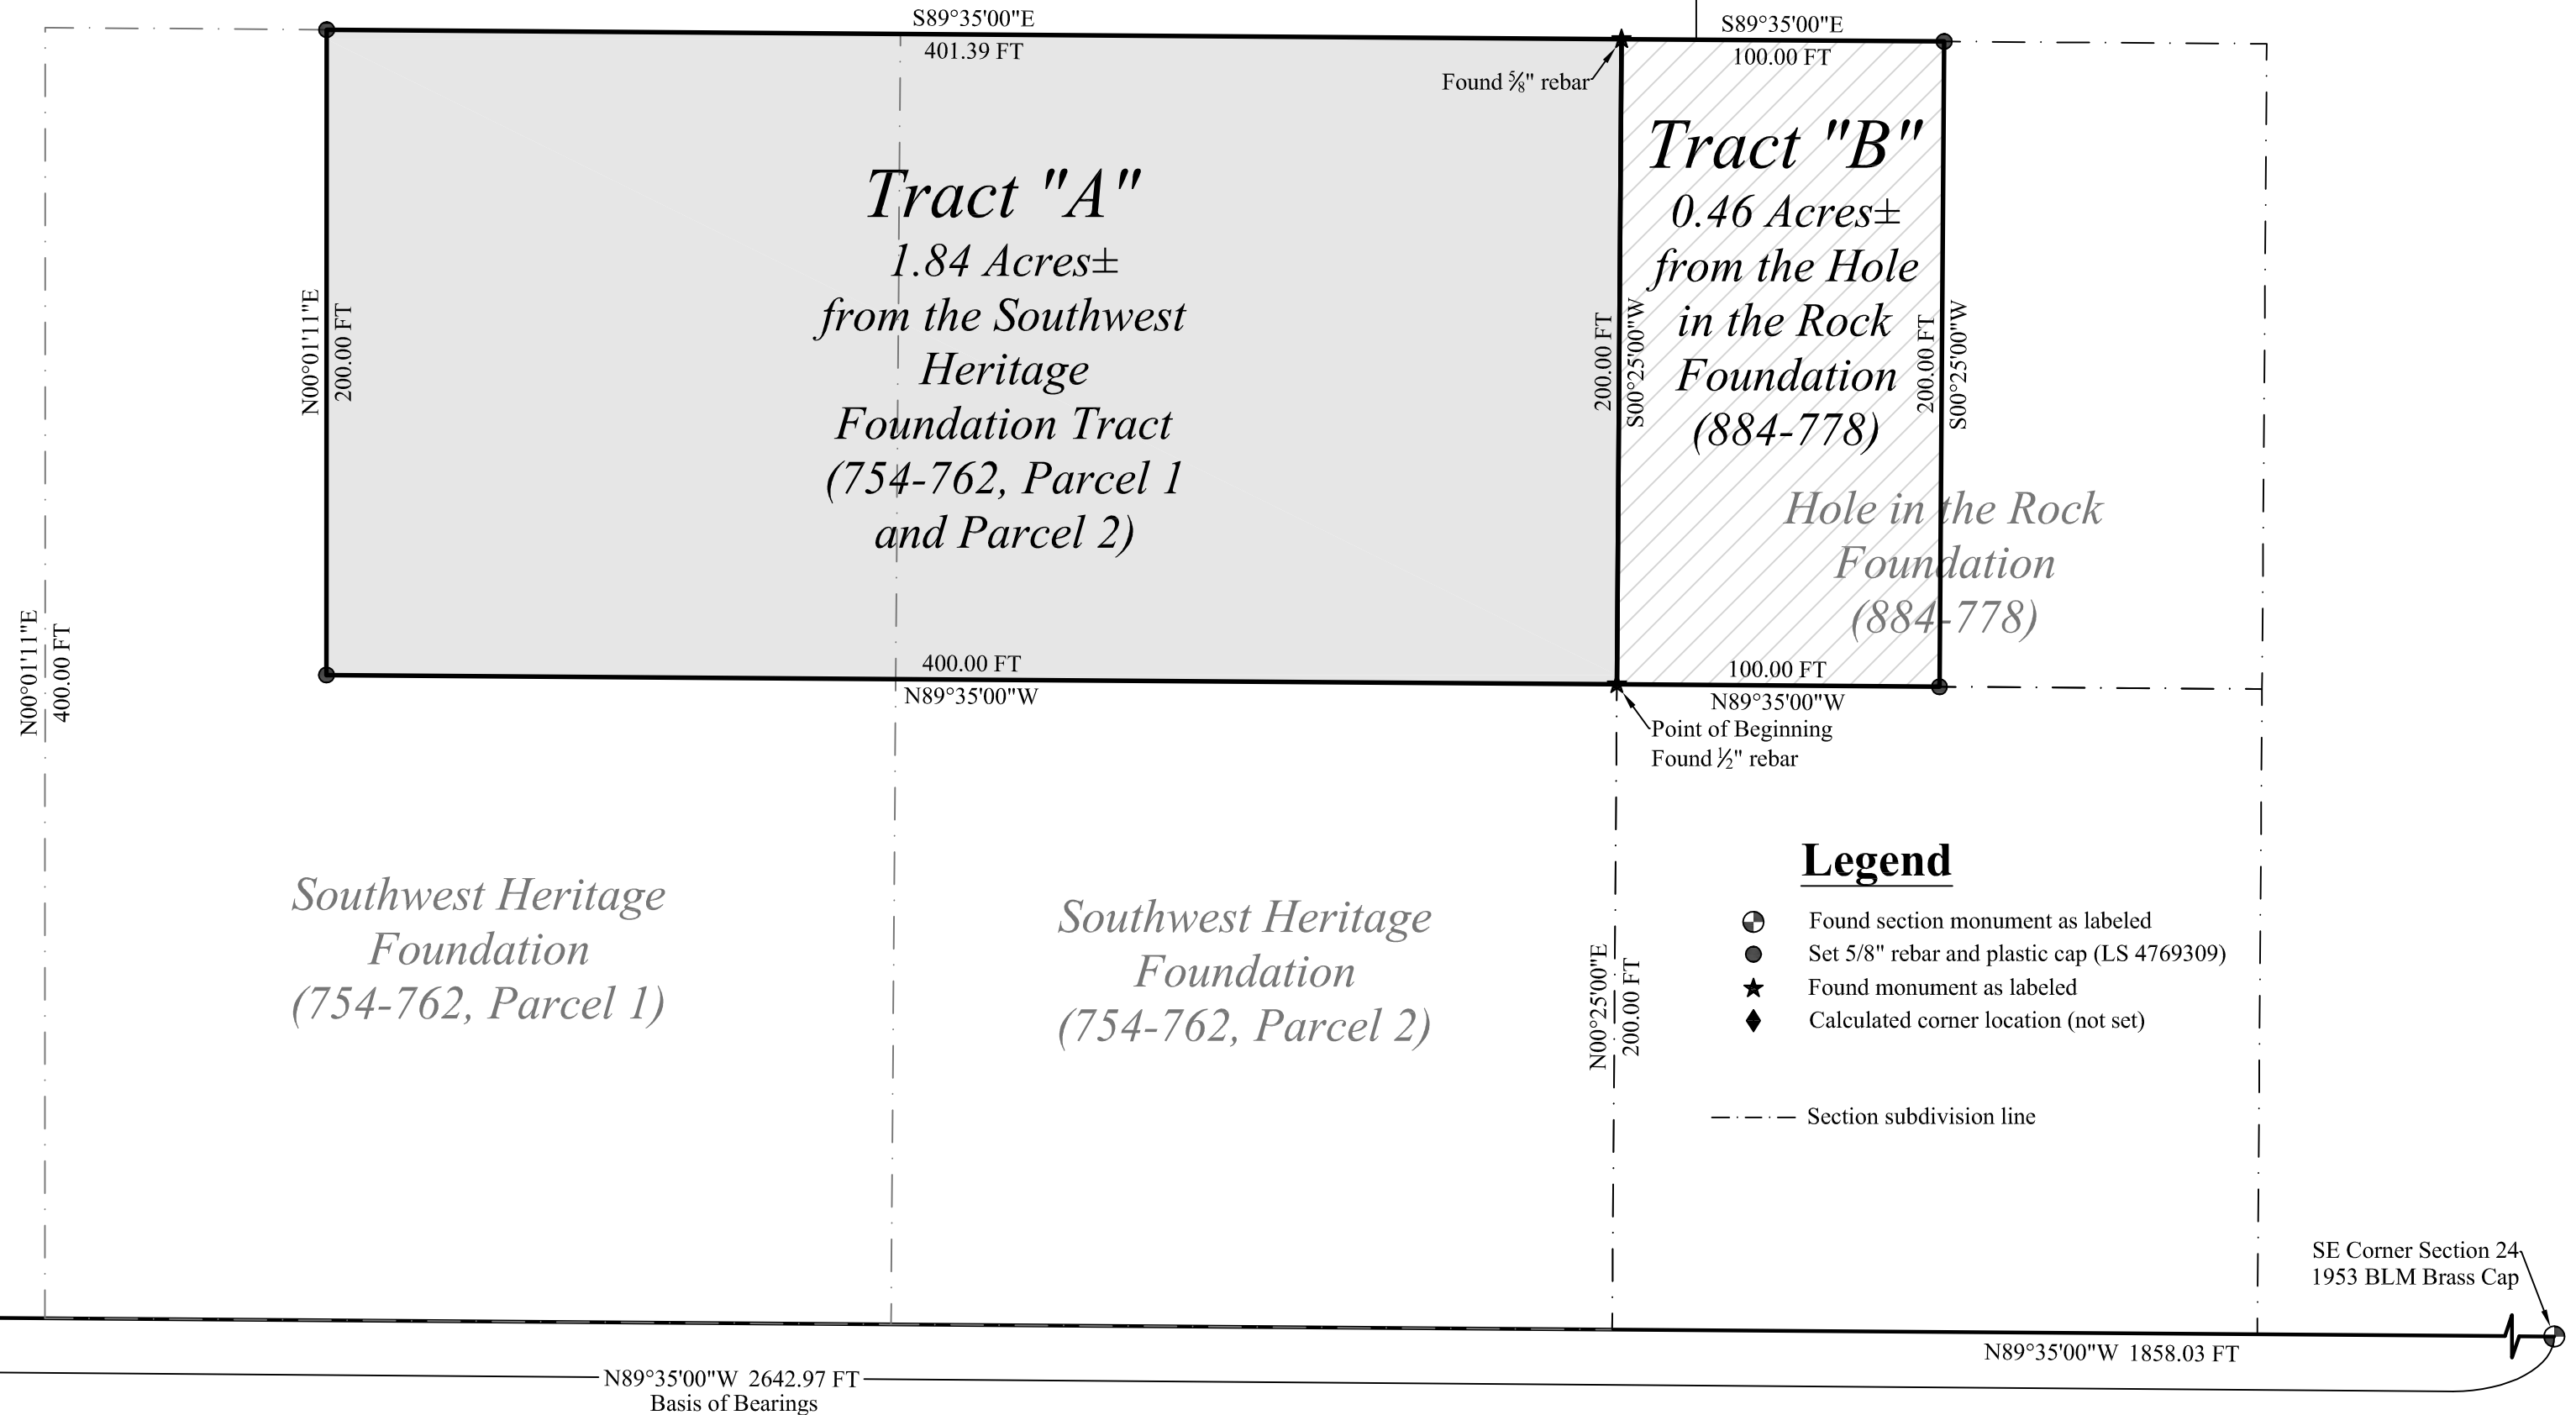 S89°35'00"E
401.39 FT
S89°35'00"E
100.00 FT
Found 5⁄8" rebar
Tract "A"
1.84 Acres±
from the Southwest
Heritage
Foundation Tract
(754-762, Parcel 1
and Parcel 2)
Tract "B"
0.46 Acres±
from the Hole
in the Rock
Foundation
(884-778)
N00°01'11"E
200.00 FT
200.00 FT
S00°25'00"W
200.00 FT
S00°25'00"W
Hole in the Rock
Foundation
(884-778)
N00°01'11"E
400.00 FT
400.00 FT
N89°35'00"W
100.00 FT
N89°35'00"W
Point of Beginning
Found 1⁄2" rebar
Southwest Heritage
Foundation
(754-762, Parcel 1)
Southwest Heritage
Foundation
(754-762, Parcel 2)
N00°25'00"E
200.00 FT
Legend
Found section monument as labeled
Set 5/8" rebar and plastic cap (LS 4769309)
Found monument as labeled
Calculated corner location (not set)
Section subdivision line
SE Corner Section 24
1953 BLM Brass Cap
N89°35'00"W 1858.03 FT
N89°35'00"W 2642.97 FT
Basis of Bearings